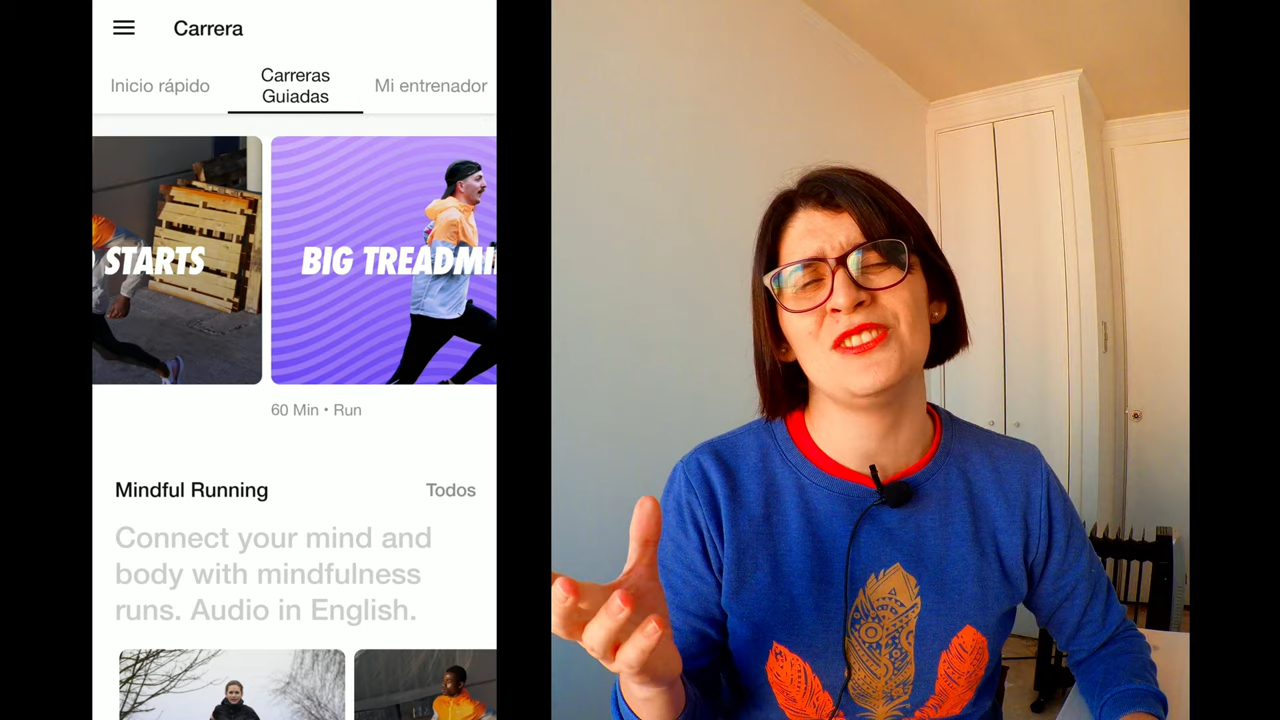 Carrera
Inicio rápido
Carreras
Guiadas
Mi entrenador
STARTS
BIG
60 Min • Run
Mindful Running
Todos
Connect your mind and
body with mindfulness
runs. Audio in English.